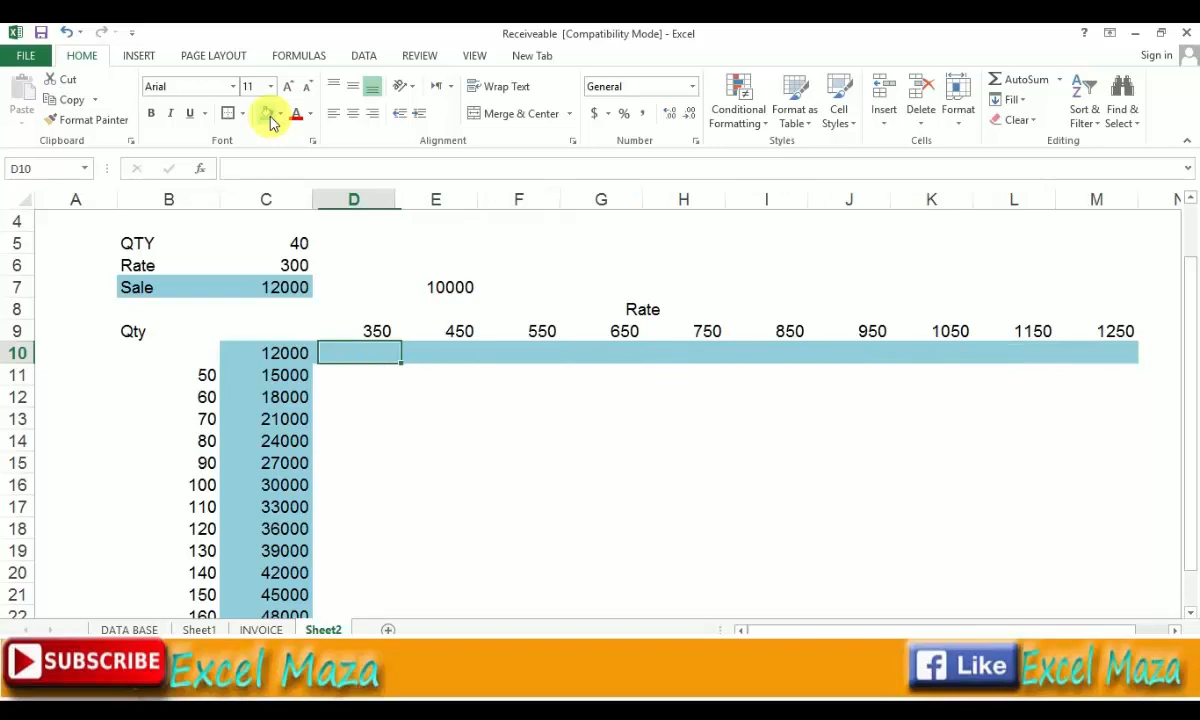 Receiveable [Compatibility Mode] - Excel
?
FILE HOME INSERT PAGE LAYOUT FORMULAS DATA REVIEW VIEW New Tab
Sign in
Paste
Cut
Copy
Format Painter
Arial 11
B I U A
Wrap Text
Merge & Center
General
$ % ,
Conditional Formatting
Format as Table
Cell Styles
Insert Delete Format
AutoSum
Fill
Clear
Sort & Filter
Find & Select
Clipboard Font Alignment Number Styles Cells Editing
D10 fx
A B C D E F G H I J K L M N
4
5 QTY 40
6 Rate 300
7 Sale 12000 10000
8 Rate
9 Qty 350 450 550 650 750 850 950 1050 1150 1250
10 12000
11 50 15000
12 60 18000
13 70 21000
14 80 24000
15 90 27000
16 100 30000
17 110 33000
18 120 36000
19 130 39000
20 140 42000
21 150 45000
22 160 48000
DATA BASE Sheet1 INVOICE Sheet2
SUBSCRIBE Excel Maza f Like Excel Maza